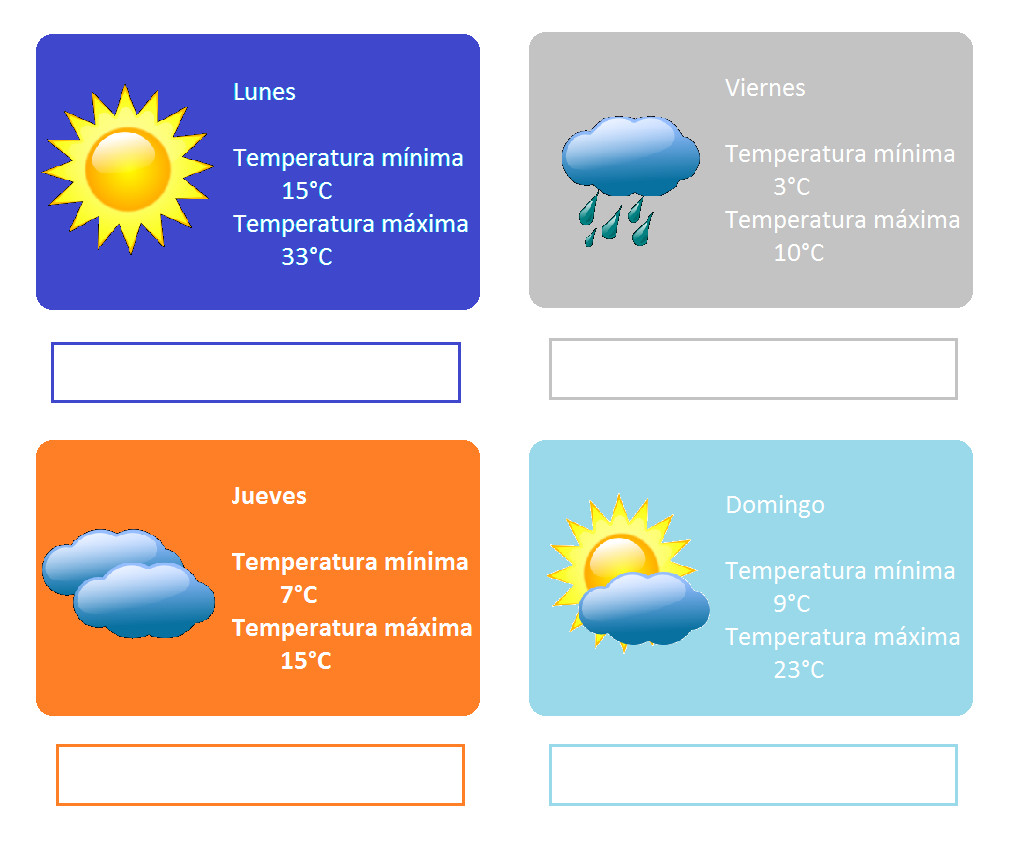 Lunes
Temperatura mínima
15°C
Temperatura máxima
33°C
Viernes
Temperatura mínima
3°C
Temperatura máxima
10°C
Jueves
Temperatura mínima
7°C
Temperatura máxima
15°C
Domingo
Temperatura mínima
9°C
Temperatura máxima
23°C